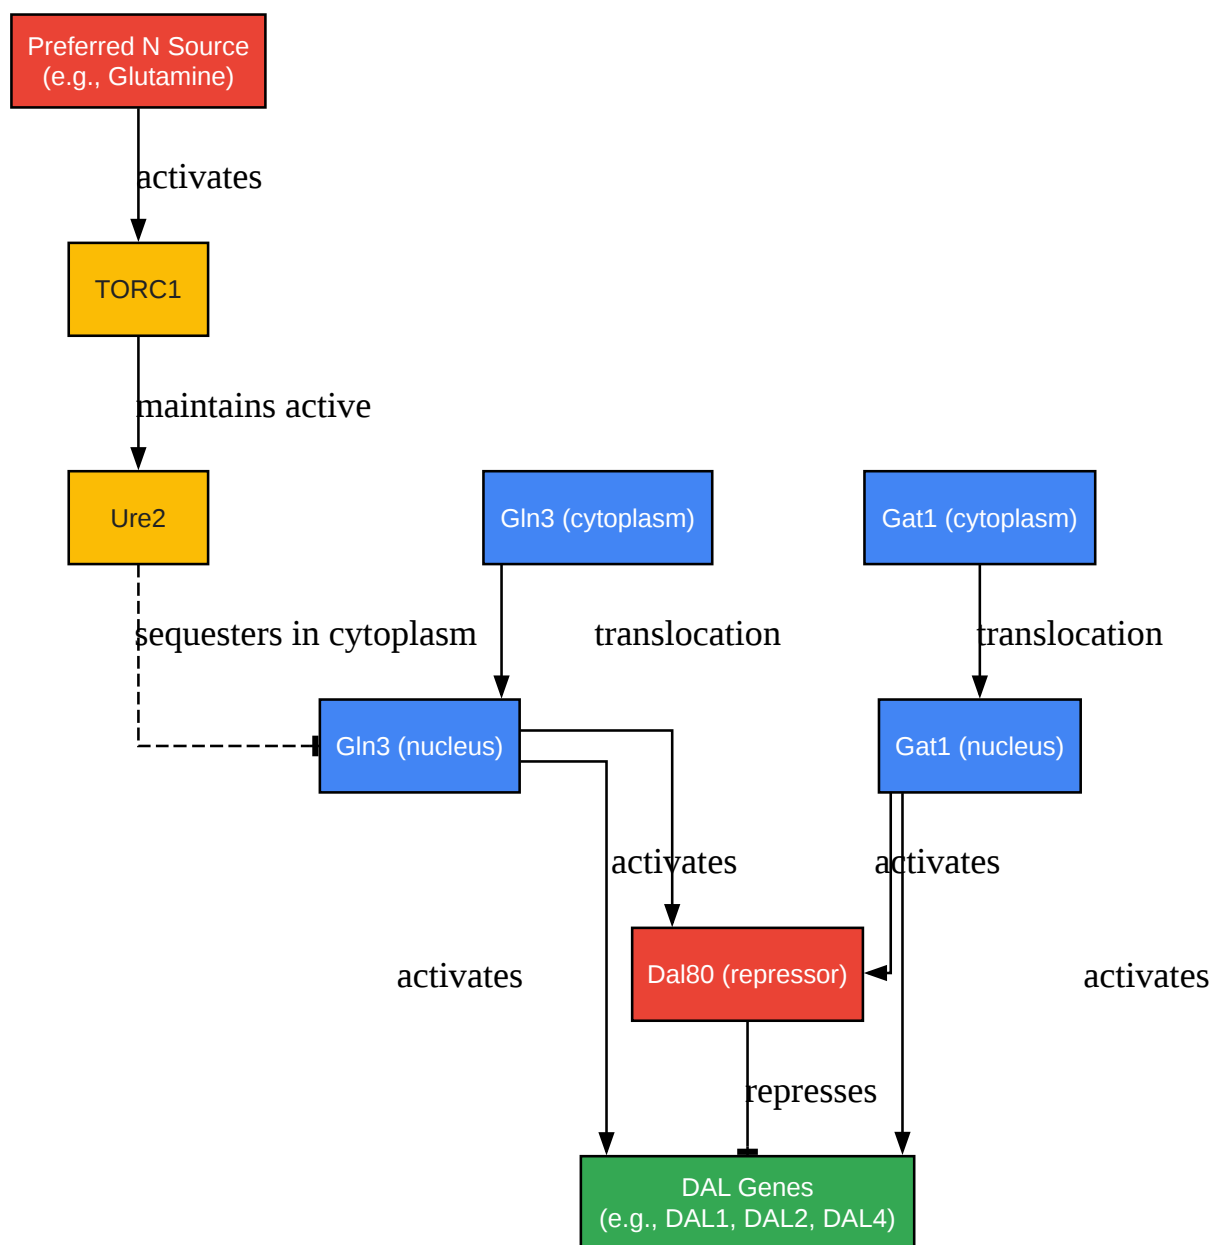 Preferred N Source
(e.g., Glutamine)
activates
TORC1
maintains active
Ure2
Gln3 (cytoplasm)
Gat1 (cytoplasm)
sequesters in cytoplasm
translocation
translocation
Gln3 (nucleus)
Gat1 (nucleus)
activates
activates
activates
Dal80 (repressor)
activates
represses
DAL Genes
(e.g., DAL1, DAL2, DAL4)